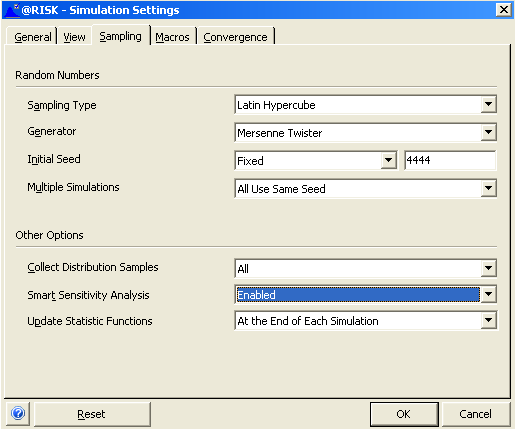 @RISK - Simulation Settings
General View Sampling Macros Convergence
Random Numbers
Sampling Type Latin Hypercube
Generator Mersenne Twister
Initial Seed Fixed 4444
Multiple Simulations All Use Same Seed
Other Options
Collect Distribution Samples All
Smart Sensitivity Analysis Enabled
Update Statistic Functions At the End of Each Simulation
? Reset OK Cancel